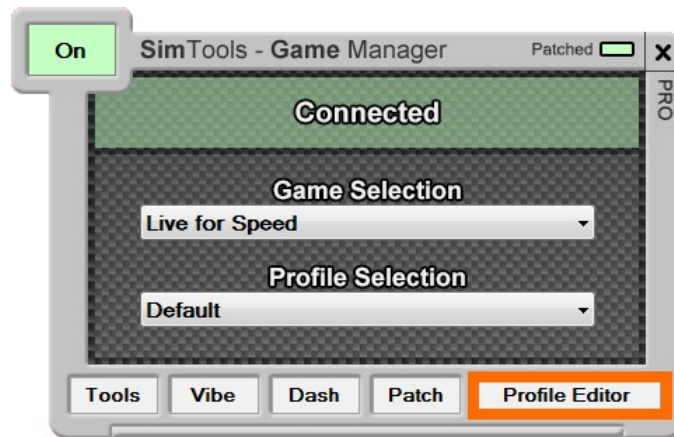 On
SimTools - Game Manager
Patched
X
PRO
Connected
Game Selection
Live for Speed
Profile Selection
Default
Tools
Vibe
Dash
Patch
Profile Editor